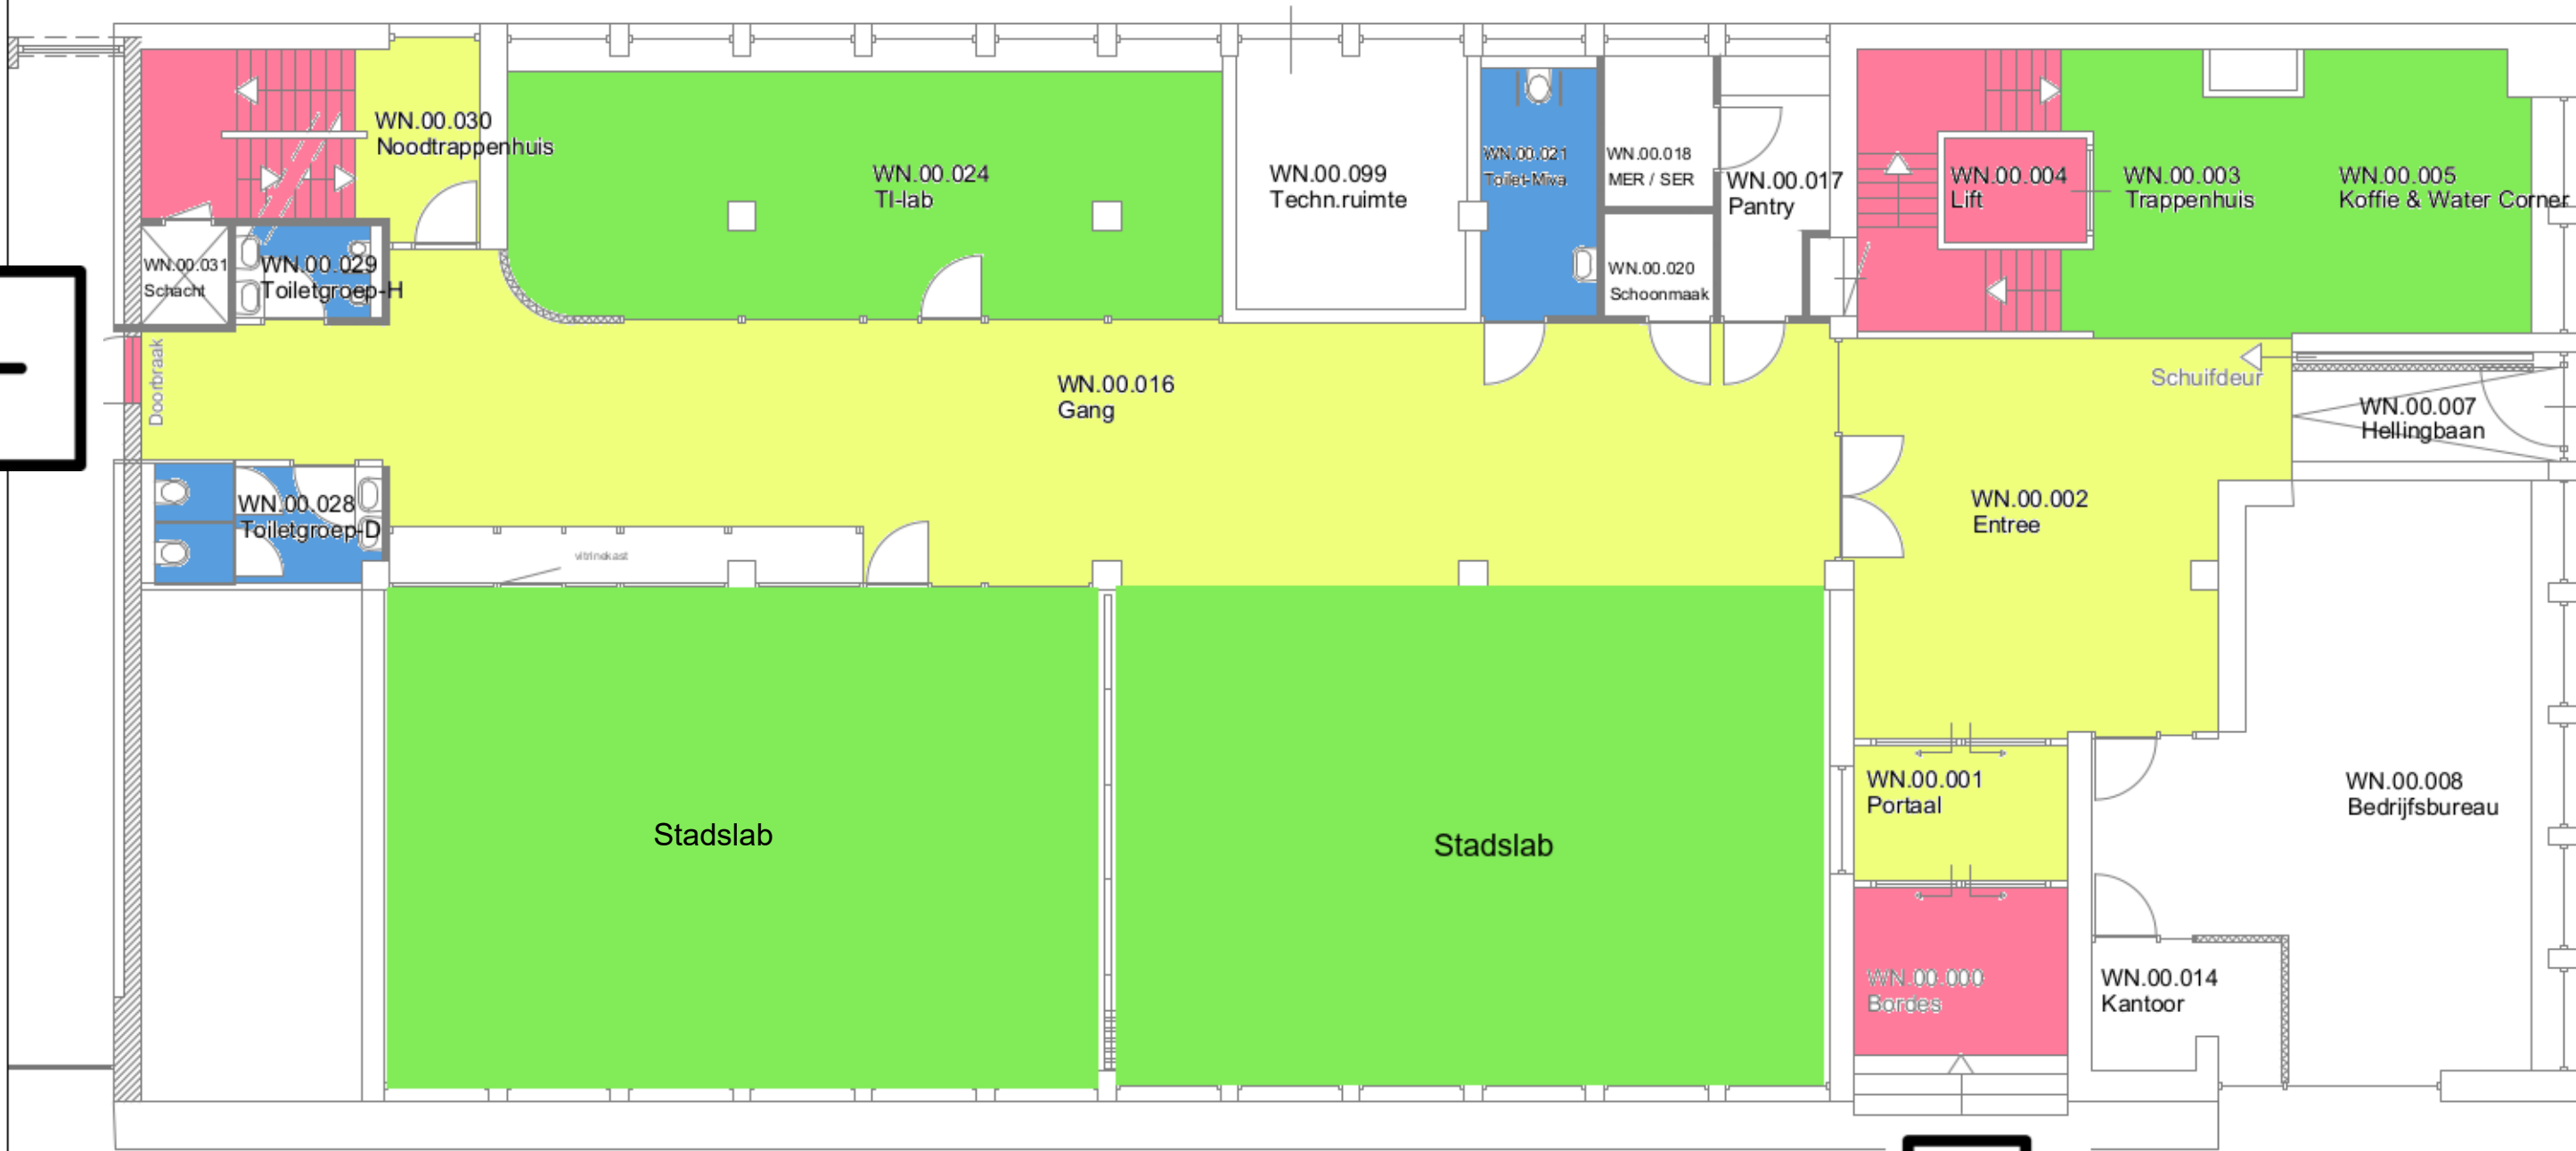 WN.00.030
Noodtrappenhuis
WN.00.024
TI-lab
WN.00.099
Techn.ruimte
WN.00.021
Toilet-Miva
WN.00.018
MER / SER
WN.00.017
Pantry
WN.00.004
Lift
WN.00.003
Trappenhuis
WN.00.005
Koffie & Water Corner
WN.00.031
Schacht
WN.00.029
Toiletgroep-H
WN.00.020
Schoonmaak
Doorbraak
WN.00.016
Gang
Schuifdeur
WN.00.007
Hellingbaan
WN.00.028
Toiletgroep-D
vitrinekast
WN.00.002
Entree
Stadslab
Stadslab
WN.00.001
Portaal
WN.00.008
Bedrijfsbureau
WN.00.000
Bordes
WN.00.014
Kantoor